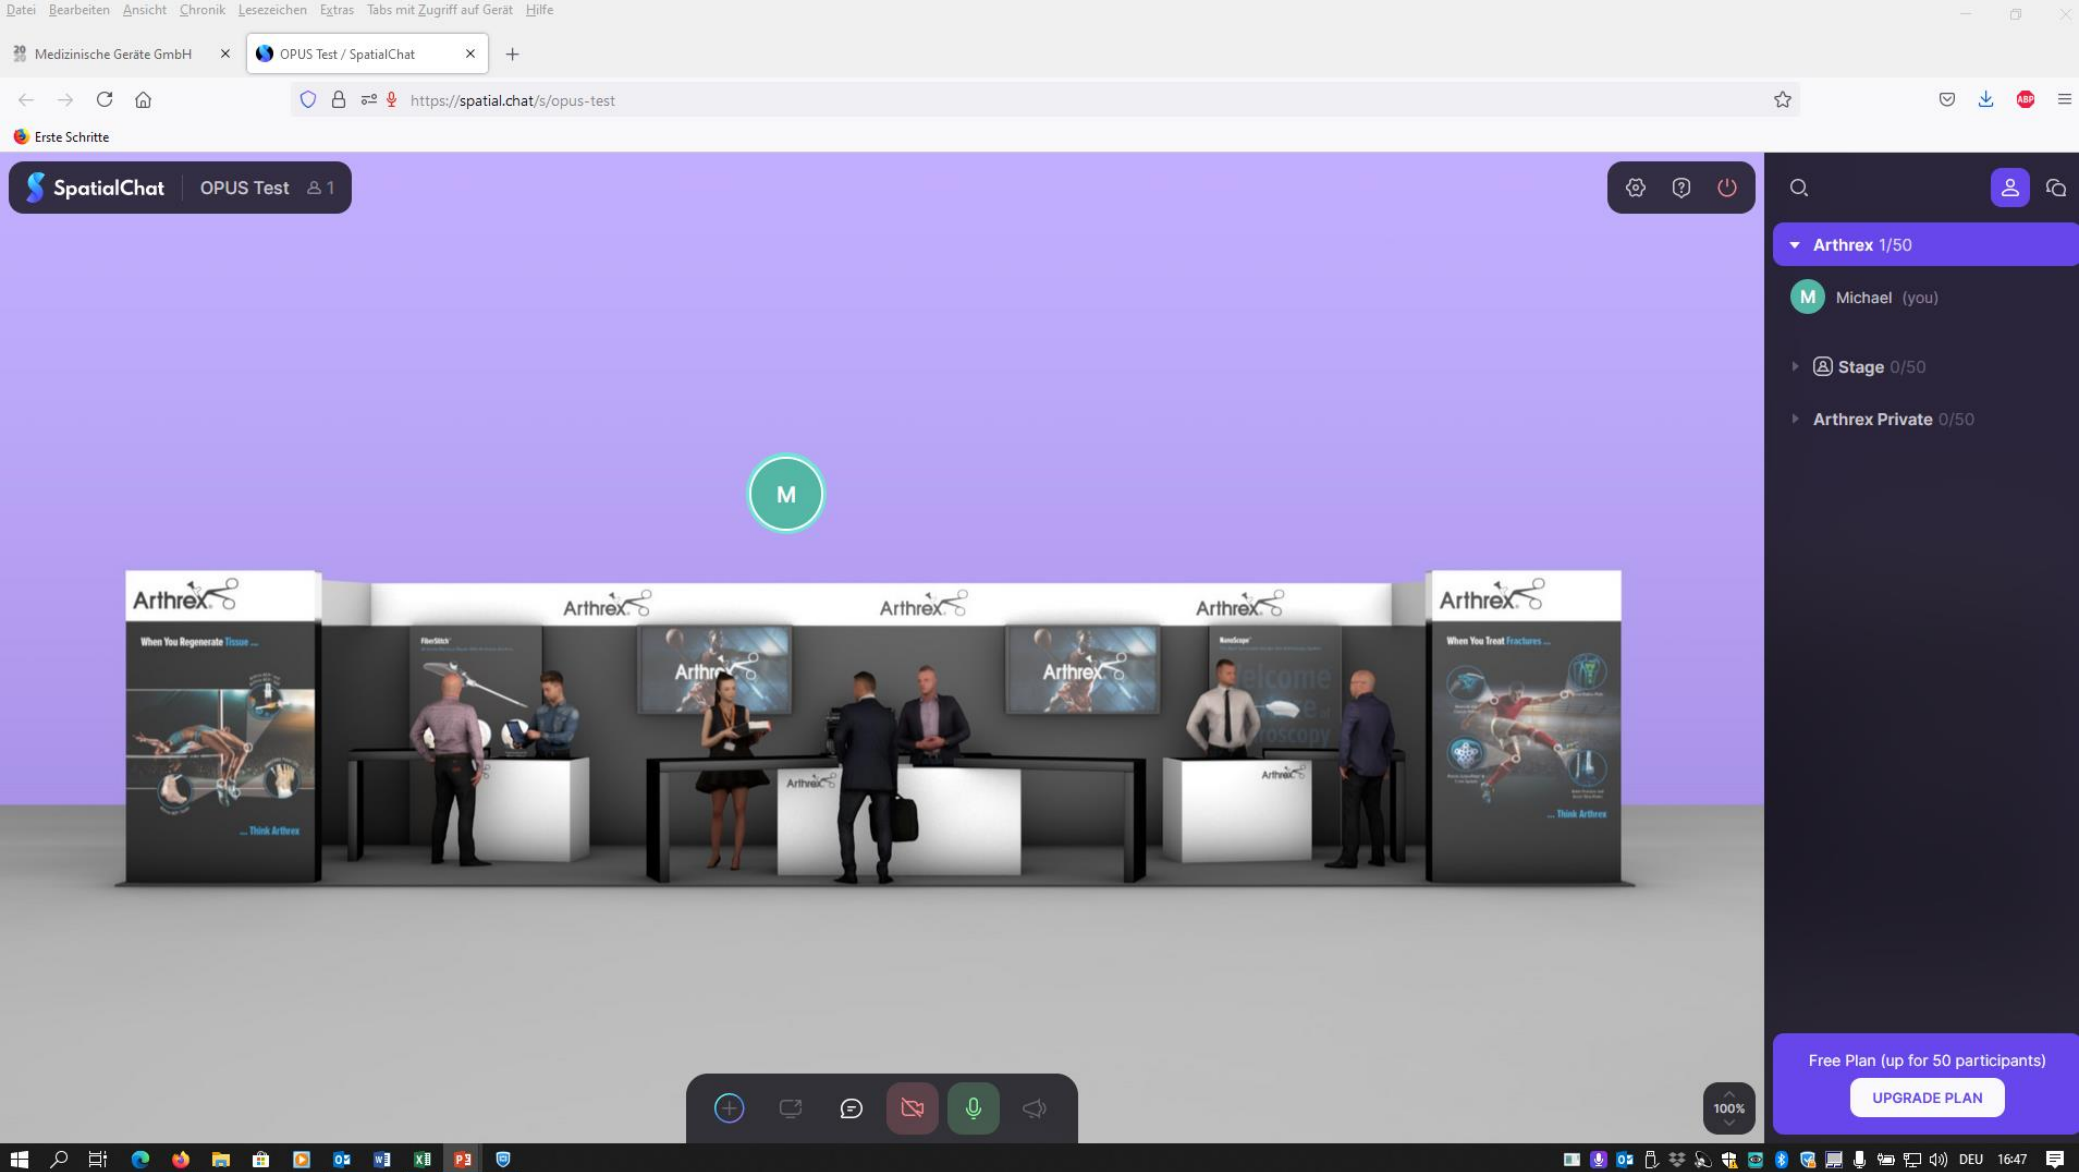 Datei Bearbeiten Ansicht Chronik Lesezeichen Extras Tabs mit Zugriff auf Gerät Hilfe
Medizinische Geräte GmbH
OPUS Test / SpatialChat
https://spatial.chat/s/opus-test
ABP
Erste Schritte
SpatialChat OPUS Test 1
Arthrex 1/50
M Michael (you)
Stage 0/50
Arthrex Private 0/50
M
Arthrex
Arthrex
Arthrex
Arthrex
Arthrex
When You Regenerate Tissue ...
FiberStitch
NanoScope
When You Treat Fractures ...
Arthrex
Arthrex
Arthrex
Arthrex
... Think Arthrex
... Think Arthrex
Free Plan (up for 50 participants)
UPGRADE PLAN
100%
DEU 16:47